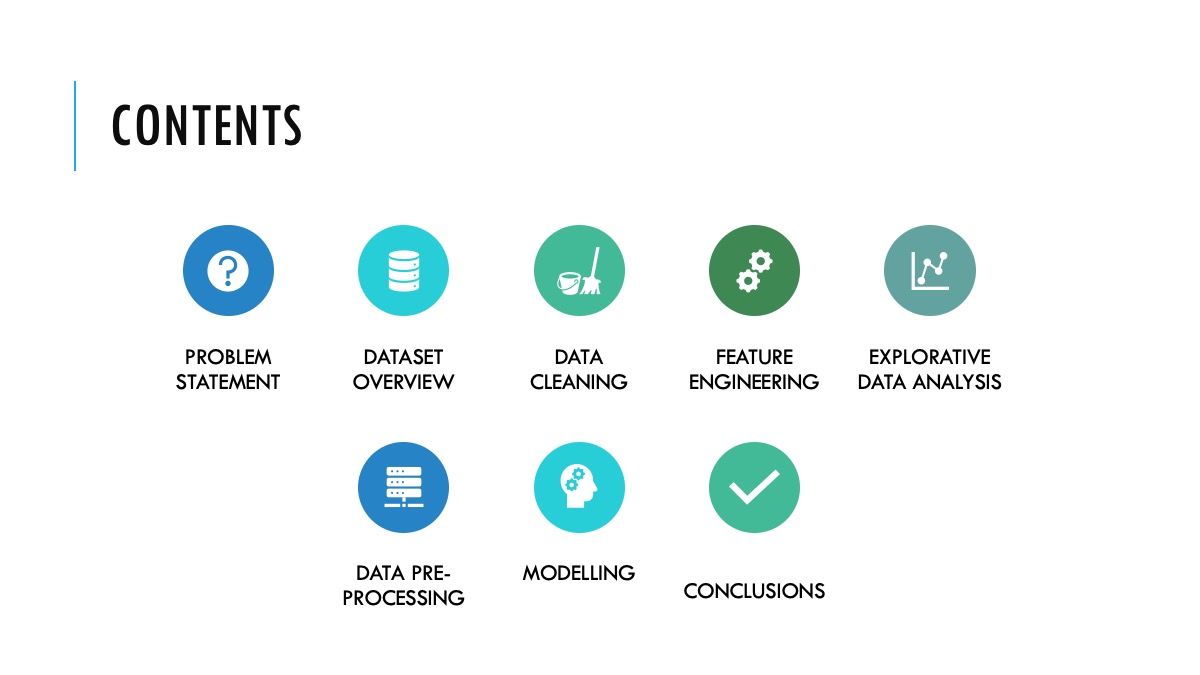 CONTENTS
PROBLEM
STATEMENT
DATASET
OVERVIEW
DATA
CLEANING
FEATURE
ENGINEERING
EXPLORATIVE
DATA ANALYSIS
DATA PRE-
PROCESSING
MODELLING
CONCLUSIONS